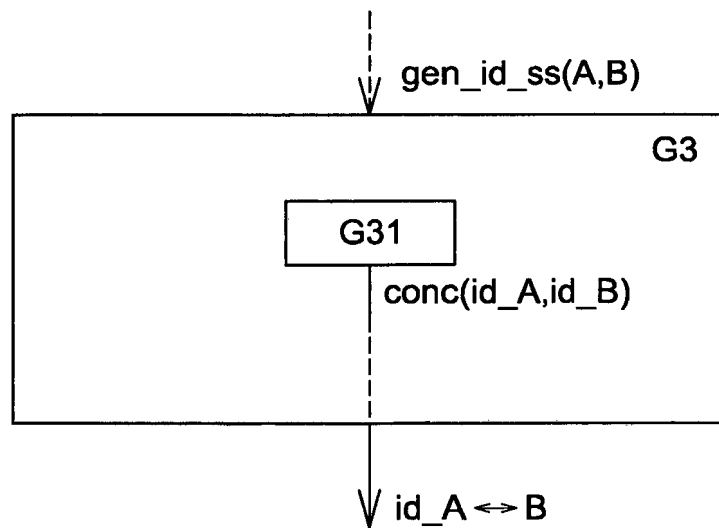 gen_id_ss(A,B)
G3
G31
conc(id_A,id_B)
id_A ↔ B